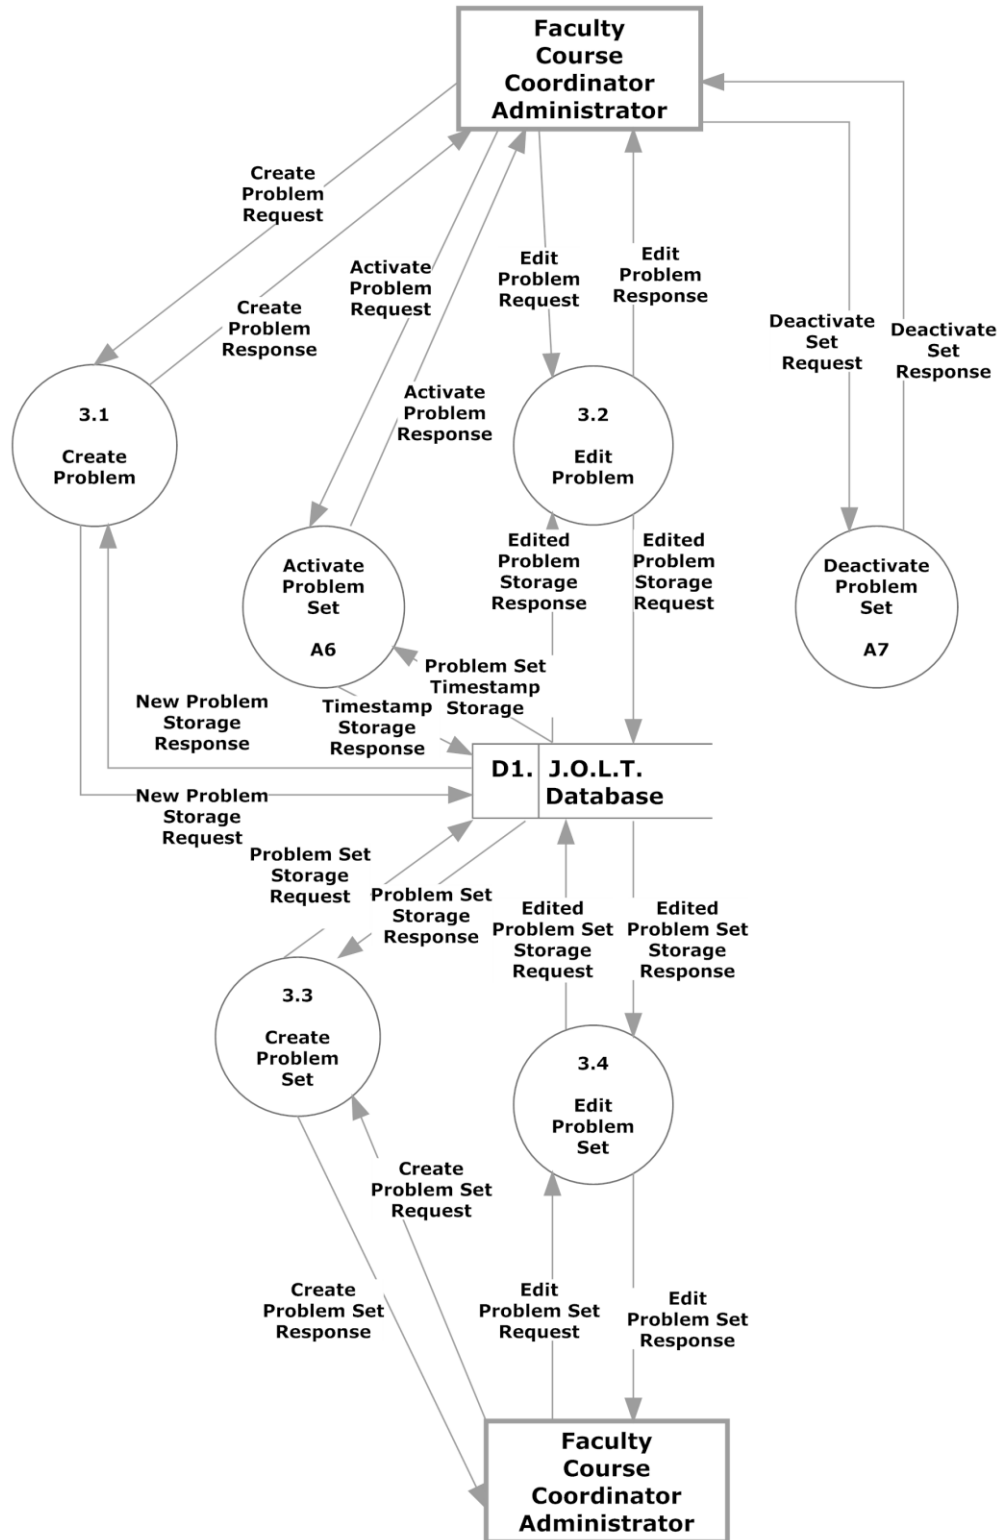 Faculty
Course
Coordinator
Administrator
Create
Problem
Request
Activate
Problem
Request
Edit
Problem
Request
Edit
Problem
Response
Create
Problem
Response
Deactivate
Set
Request
Deactivate
Set
Response
Activate
Problem
Response
3.1
Create
Problem
3.2
Edit
Problem
Activate
Problem
Set
A6
Edited
Problem
Storage
Response
Edited
Problem
Storage
Request
Deactivate
Problem
Set
A7
Problem Set
Timestamp
Storage
New Problem
Storage
Response
Timestamp
Storage
Response
D1. J.O.L.T.
Database
New Problem
Storage
Request
Problem Set
Storage
Request
Problem Set
Storage
Response
Edited
Problem Set
Storage
Request
Edited
Problem Set
Storage
Response
3.3
Create
Problem
Set
3.4
Edit
Problem
Set
Create
Problem Set
Request
Create
Problem Set
Response
Edit
Problem Set
Request
Edit
Problem Set
Response
Faculty
Course
Coordinator
Administrator